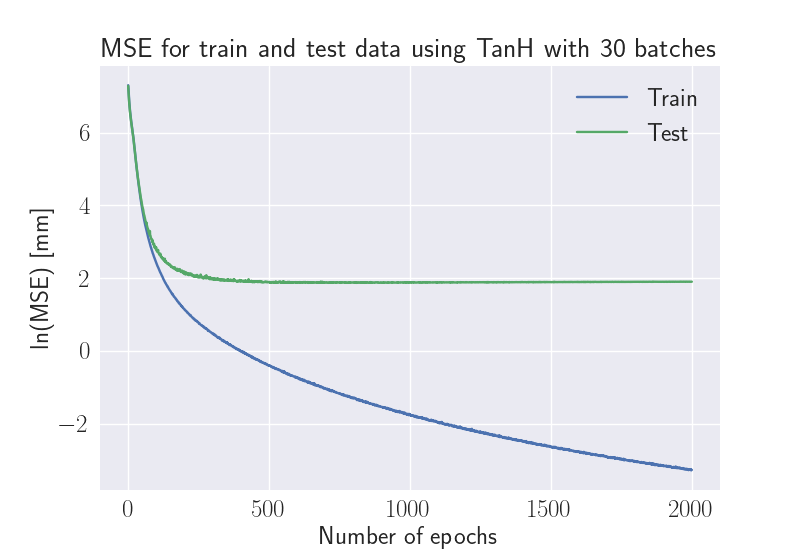 MSE for train and test data using TanH with 30 batches
Train
Test
6
4
2
0
−2
ln(MSE) [mm]
0 500 1000 1500 2000
Number of epochs